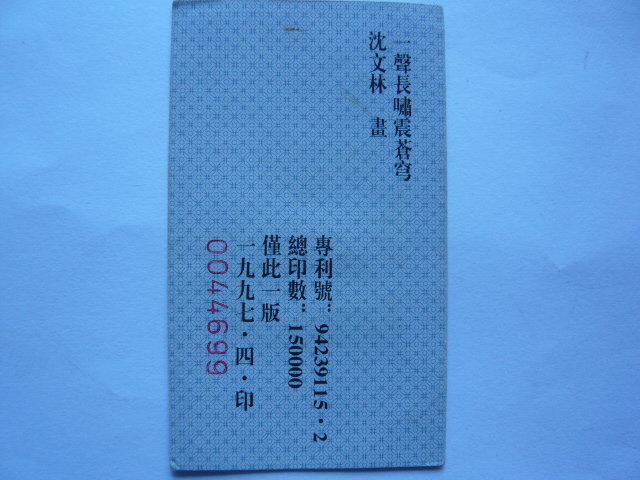 一聲長嘯震蒼穹
沈文林 畫
專利號：94239115·2
總印數：150000
僅此一版
一九九七·四·印
00044699